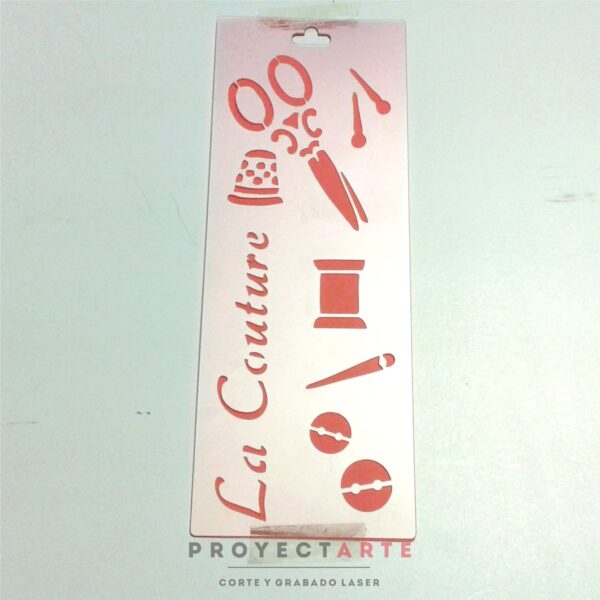 La Couture
PROYECTARTE
CORTE Y GRABADO LASER